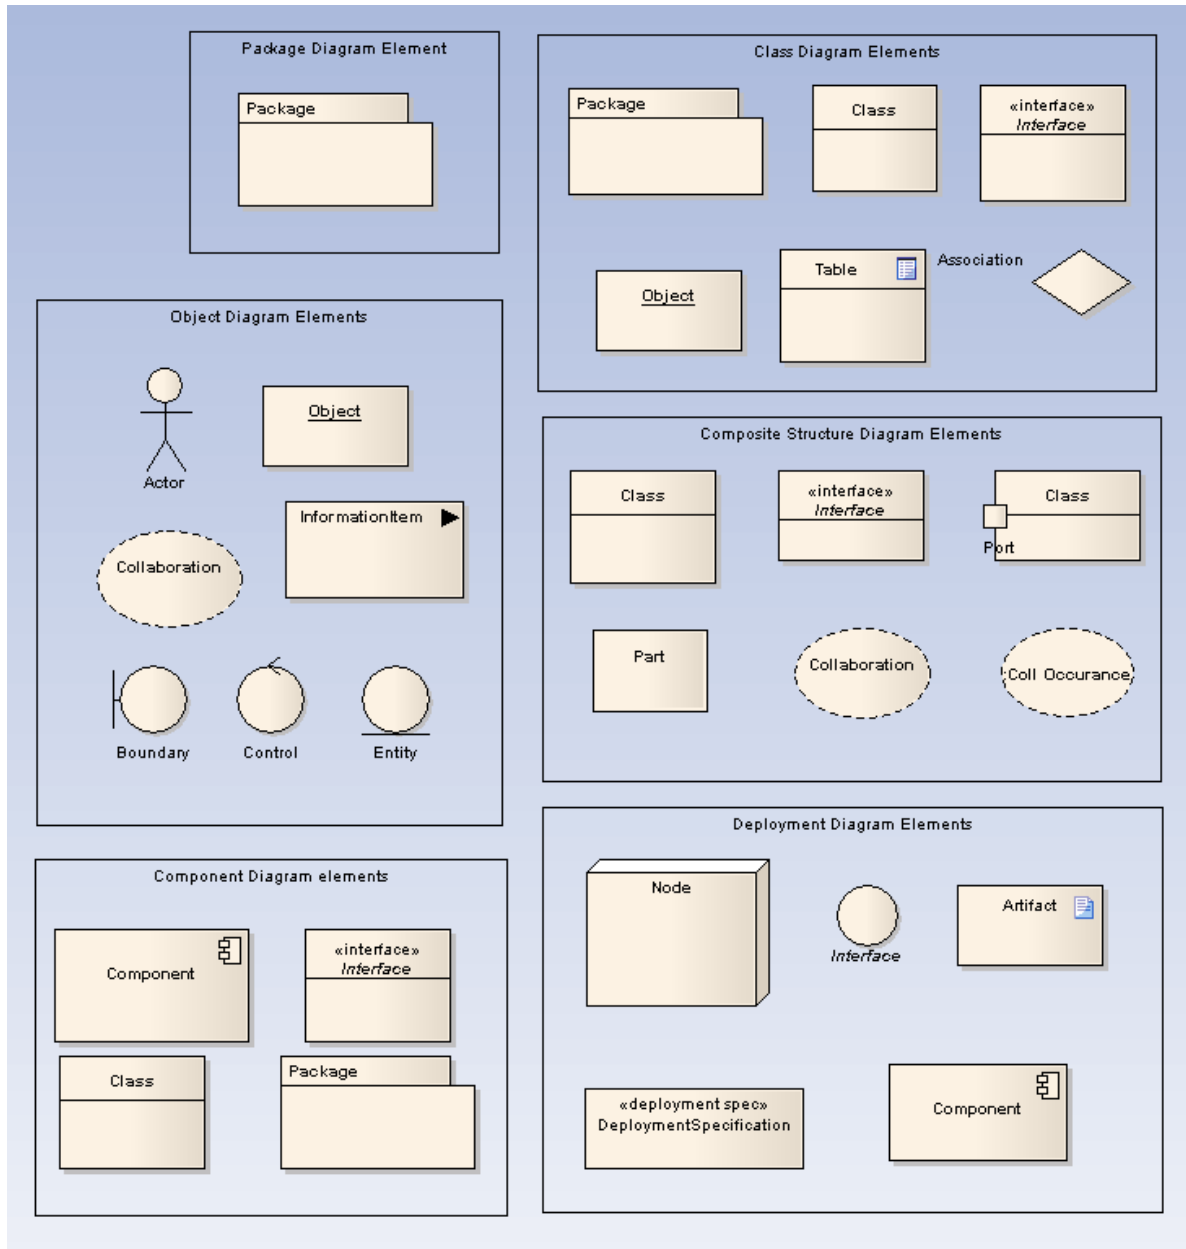 Package Diagram Element
Package
Class Diagram Elements
Package
Class
«interface»
Interface
Object
Table
Association
Object Diagram Elements
Actor
Object
InformationItem
Collaboration
Boundary
Control
Entity
Composite Structure Diagram Elements
Class
«interface»
Interface
Class
Port
Part
Collaboration
Coll Occurance
Component Diagram elements
Component
«interface»
Interface
Class
Package
Deployment Diagram Elements
Node
Interface
Artifact
«deployment spec»
DeploymentSpecification
Component